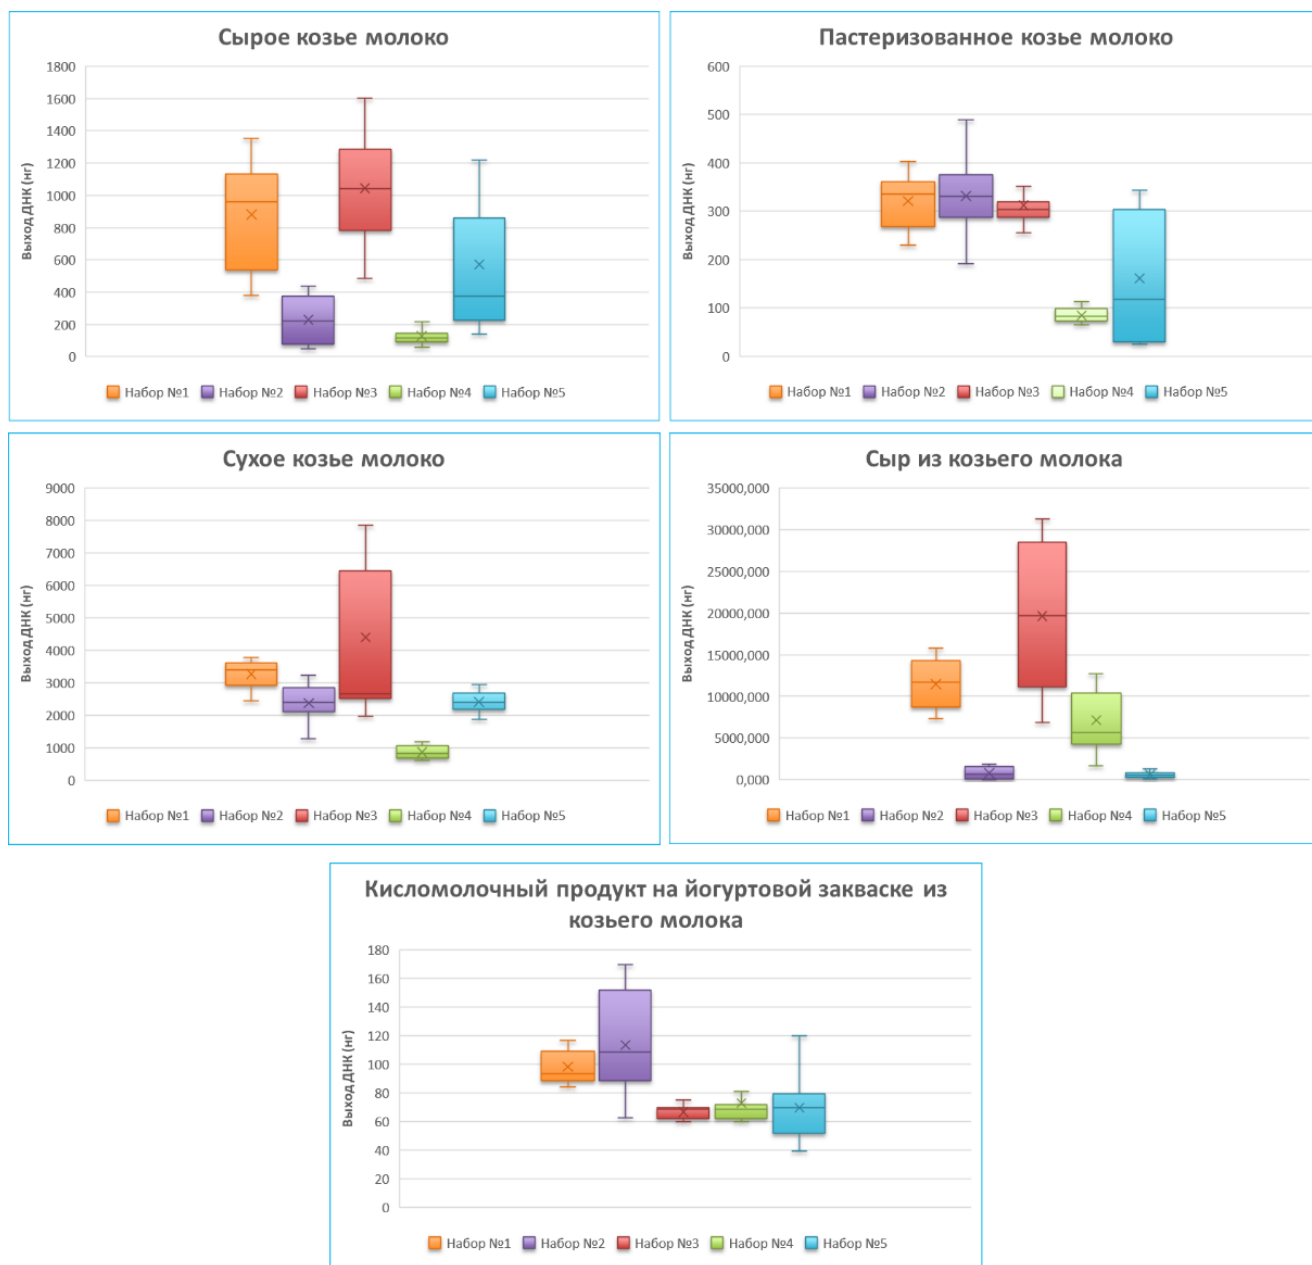 Сырое козье молоко
Выход ДНК (нг)
1800
1600
1400
1200
1000
800
600
400
200
0
Набор №1 Набор №2 Набор №3 Набор №4 Набор №5
Пастеризованное козье молоко
Выход ДНК (нг)
600
500
400
300
200
100
0
Набор №1 Набор №2 Набор №3 Набор №4 Набор №5
Сухое козье молоко
Выход ДНК (нг)
9000
8000
7000
6000
5000
4000
3000
2000
1000
0
Набор №1 Набор №2 Набор №3 Набор №4 Набор №5
Сыр из козьего молока
Выход ДНК (нг)
35000,000
30000,000
25000,000
20000,000
15000,000
10000,000
5000,000
0,000
Набор №1 Набор №2 Набор №3 Набор №4 Набор №5
Кисломолочный продукт на йогуртовой закваске из
козьего молока
Выход ДНК (нг)
180
160
140
120
100
80
60
40
20
0
Набор №1 Набор №2 Набор №3 Набор №4 Набор №5